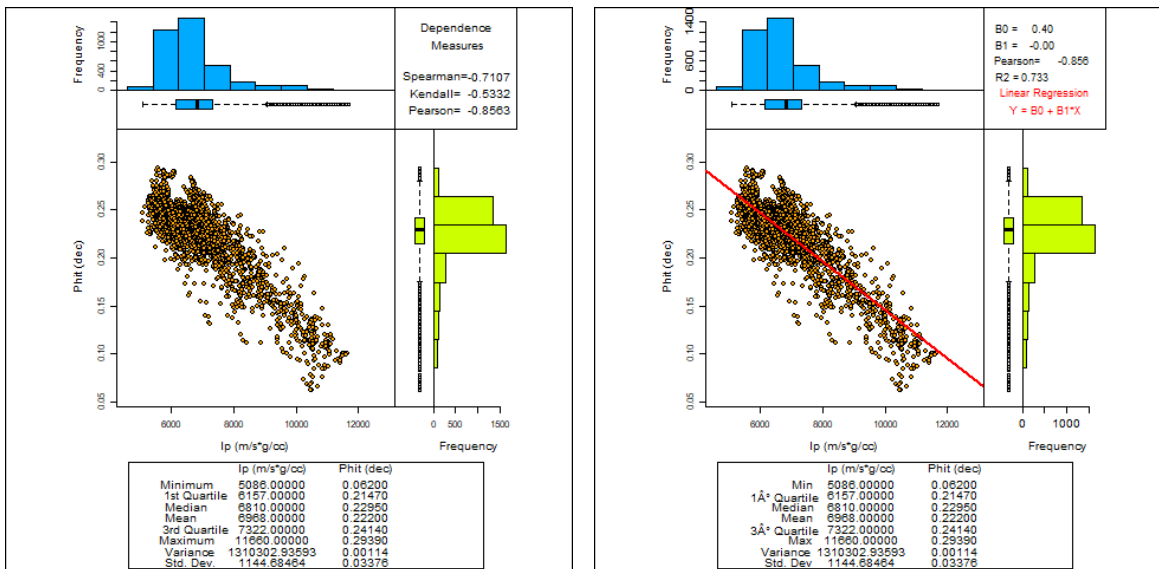 Frequency
0 400 1000
Dependence
Measures
Spearman=-0.7107
Kendall=-0.5332
Pearson=-0.8563
Phit (dec)
0.05 0.10 0.15 0.20 0.25 0.30
6000 8000 10000 12000
Ip (m/s*g/cc)
0 500 1500
Frequency
Ip (m/s*g/cc) Phit (dec)
Minimum 5086.00000 0.06200
1st Quartile 6157.00000 0.21470
Median 6810.00000 0.22950
Mean 6968.00000 0.22200
3rd Quartile 7322.00000 0.24140
Maximum 11660.00000 0.29390
Variance 1310302.93593 0.00114
Std. Dev. 1144.68464 0.03376
Frequency
0 600 1400
B0 = 0.40
B1 = -0.00
Pearson= -0.856
R2 = 0.733
Linear Regression
Y = B0 + B1*X
Phit (dec)
0.05 0.10 0.15 0.20 0.25 0.30
6000 8000 10000 12000
Ip (m/s*g/cc)
0 1000
Frequency
Ip (m/s*g/cc) Phit (dec)
Min 5086.00000 0.06200
1Âº Quartile 6157.00000 0.21470
Median 6810.00000 0.22950
Mean 6968.00000 0.22200
3Âº Quartile 7322.00000 0.24140
Max 11660.00000 0.29390
Variance 1310302.93593 0.00114
Std. Dev. 1144.68464 0.03376